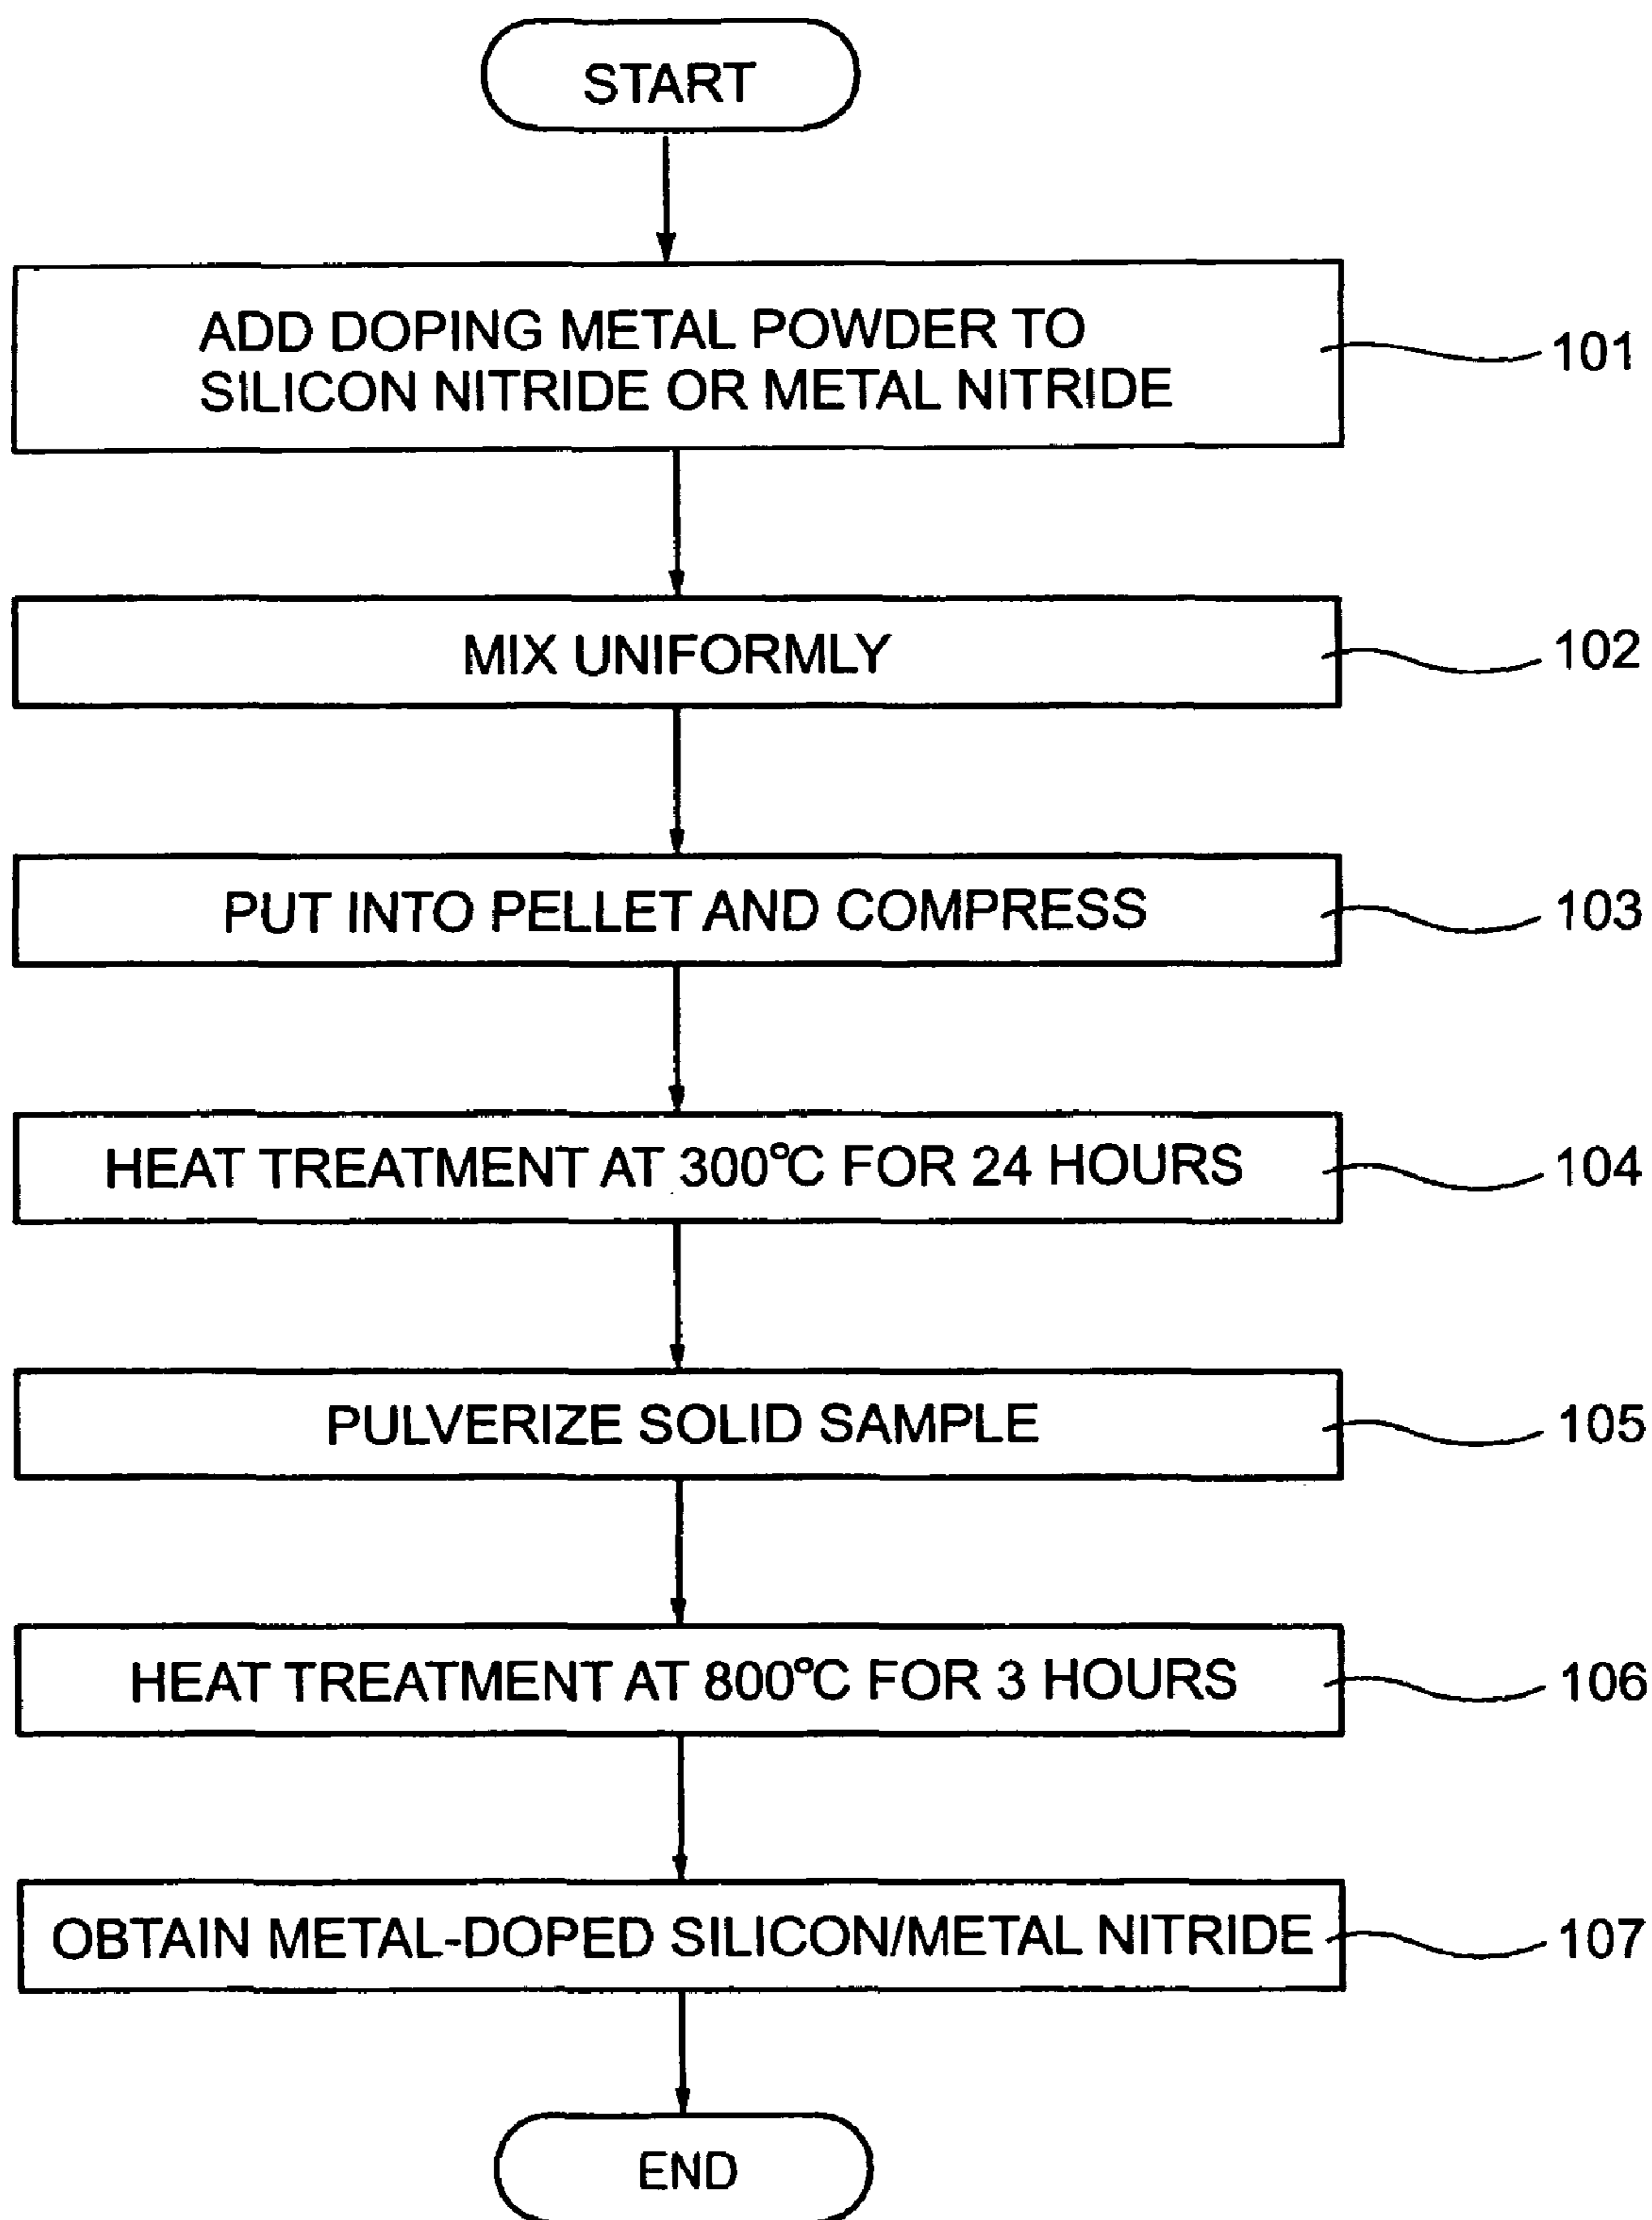 START
ADD DOPING METAL POWDER TO
SILICON NITRIDE OR METAL NITRIDE
101
MIX UNIFORMLY
102
PUT INTO PELLET AND COMPRESS
103
HEAT TREATMENT AT 300°C FOR 24 HOURS
104
PULVERIZE SOLID SAMPLE
105
HEAT TREATMENT AT 800°C FOR 3 HOURS
106
OBTAIN METAL-DOPED SILICON/METAL NITRIDE
107
END